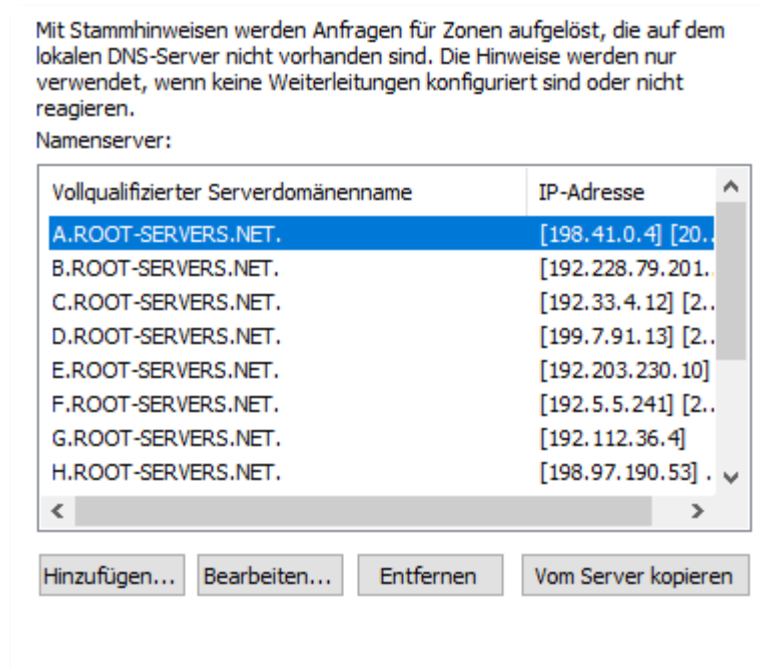 Mit Stammhinweisen werden Anfragen für Zonen aufgelöst, die auf dem
lokalen DNS-Server nicht vorhanden sind. Die Hinweise werden nur
verwendet, wenn keine Weiterleitungen konfiguriert sind oder nicht
reagieren.
Namenserver:
Vollqualifizierter Serverdomänenname IP-Adresse
A.ROOT-SERVERS.NET. [198.41.0.4] [20..
B.ROOT-SERVERS.NET. [192.228.79.201..
C.ROOT-SERVERS.NET. [192.33.4.12] [2..
D.ROOT-SERVERS.NET. [199.7.91.13] [2..
E.ROOT-SERVERS.NET. [192.203.230.10]
F.ROOT-SERVERS.NET. [192.5.5.241] [2..
G.ROOT-SERVERS.NET. [192.112.36.4]
H.ROOT-SERVERS.NET. [198.97.190.53] .
Hinzufügen... Bearbeiten... Entfernen Vom Server kopieren